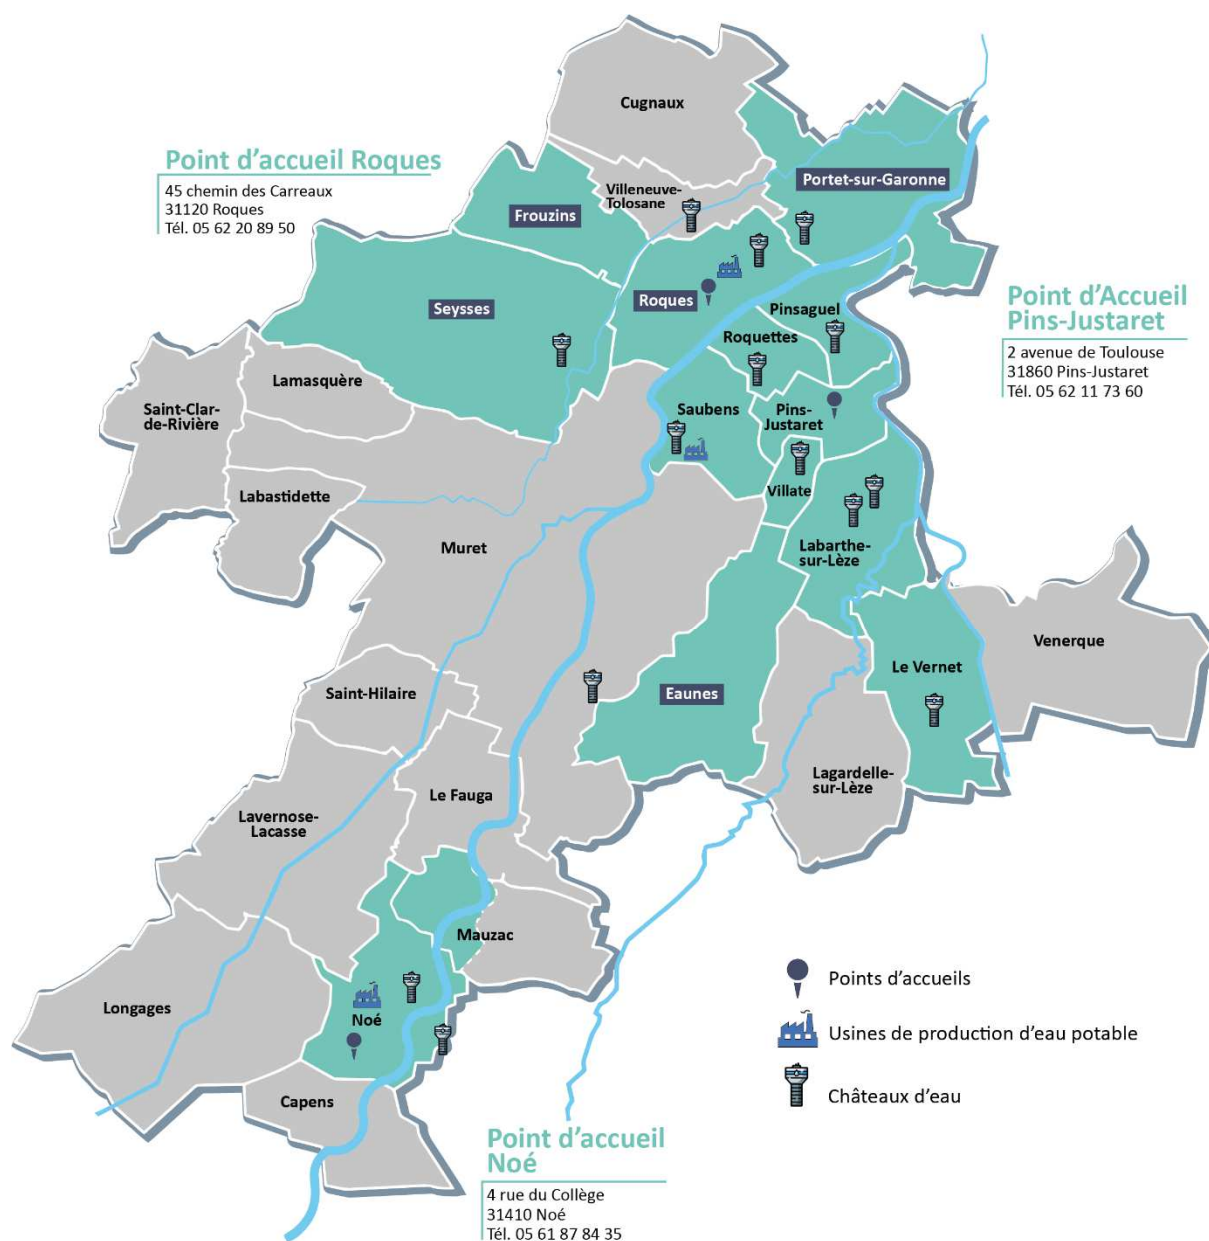 Cugnaux
Point d'accueil Roques
45 chemin des Carreaux
31120 Roques
Tél. 05 62 20 89 50
Portet-sur-Garonne
Villeneuve-
Tolosane
Frouzins
Seysses
Roques
Pinsaguel
Roquettes
Point d'Accueil
Pins-Justaret
2 avenue de Toulouse
31860 Pins-Justaret
Tél. 05 62 11 73 60
Lamasquère
Saint-Clar-
de-Rivière
Saubens
Pins-
Justaret
Labastidette
Villate
Muret
Labarthe-
sur-Lèze
Venerque
Le Vernet
Saint-Hilaire
Eaunes
Lagardelle-
sur-Lèze
Le Fauga
Lavernose-
Lacasse
Mauzac
Longages
Noé
Capens
Points d'accueils
Usines de production d'eau potable
Châteaux d'eau
Point d'accueil
Noé
4 rue du Collège
31410 Noé
Tél. 05 61 87 84 35